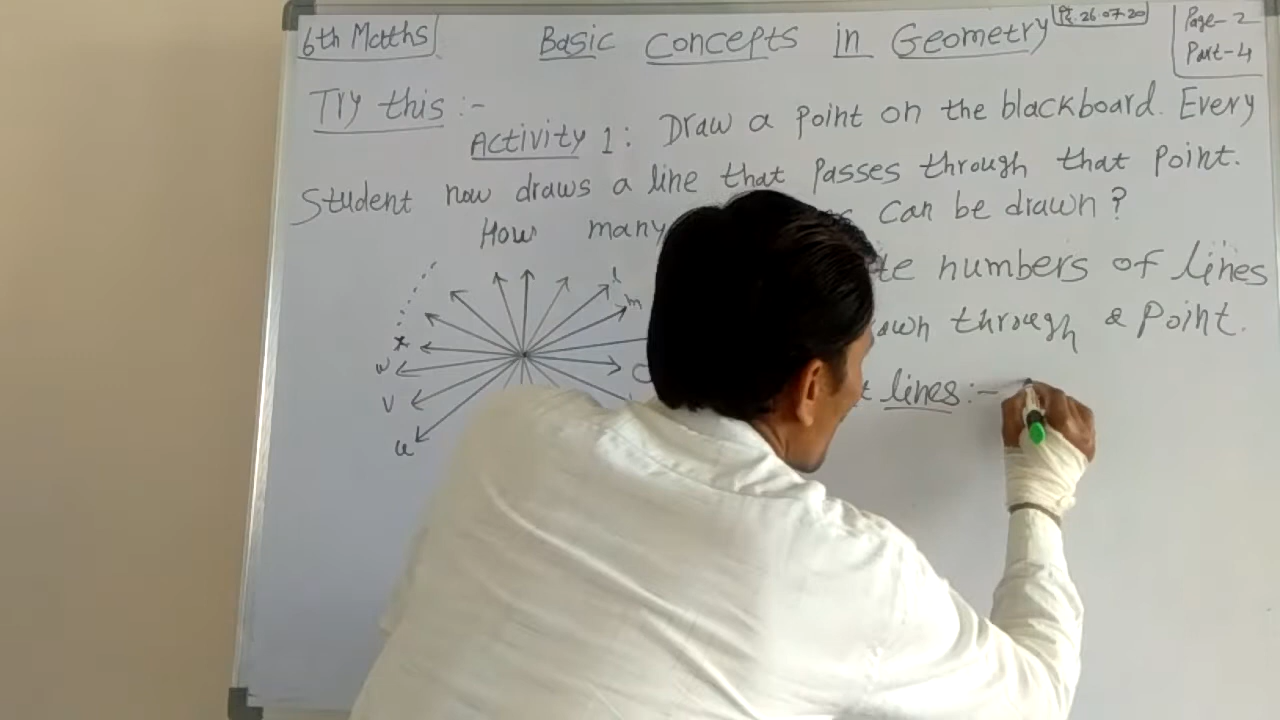 6th Maths
Basic Concepts in Geometry
Dt. 26.07.20
Page-2
Part-4
Try this :-
Activity 1: Draw a point on the blackboard. Every
Student now draws a line that passes through that point.
How many can be drawn?
numbers of lines
through a point.
lines :-
l
m
x
w
v
u